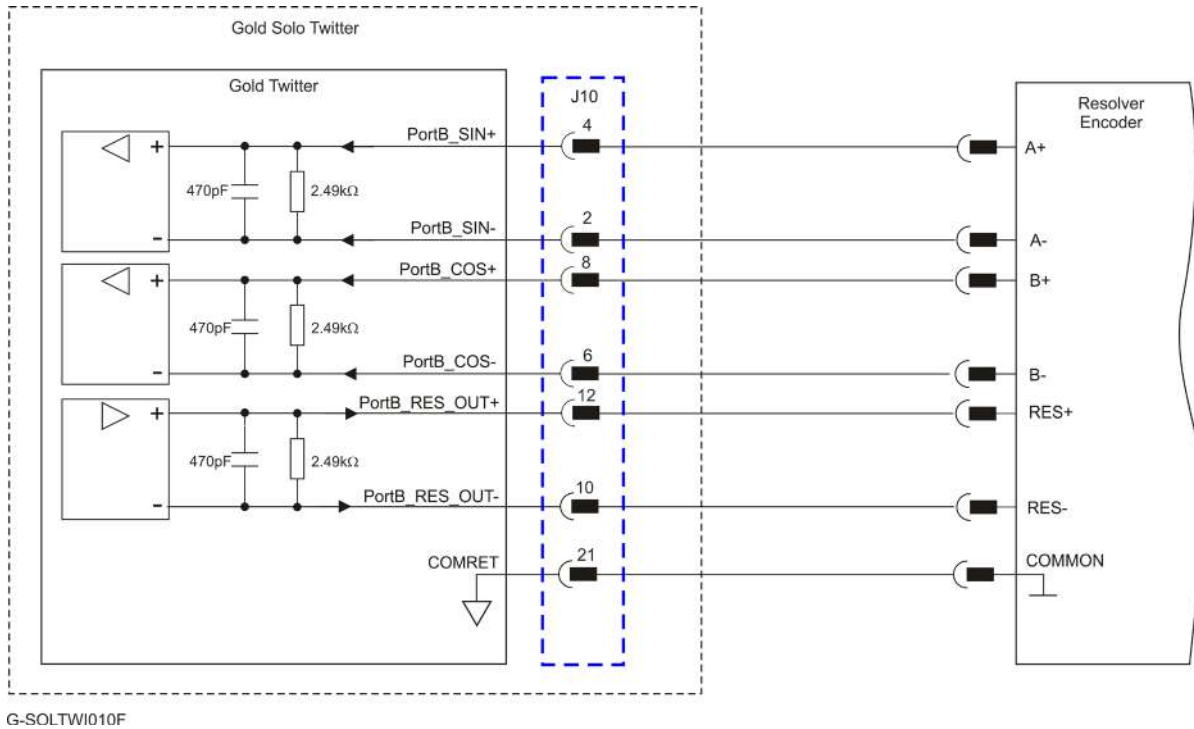 Gold Solo Twitter
Gold Twitter
J10
Resolver
Encoder
4
PortB_SIN+
A+
+
470pF
2.49kΩ
2
PortB_SIN-
-
A-
8
PortB_COS+
+
B+
470pF
2.49kΩ
6
PortB_COS-
-
B-
12
PortB_RES_OUT+
+
RES+
470pF
2.49kΩ
10
PortB_RES_OUT-
-
RES-
21
COMRET
COMMON
G-SOLTWI010F